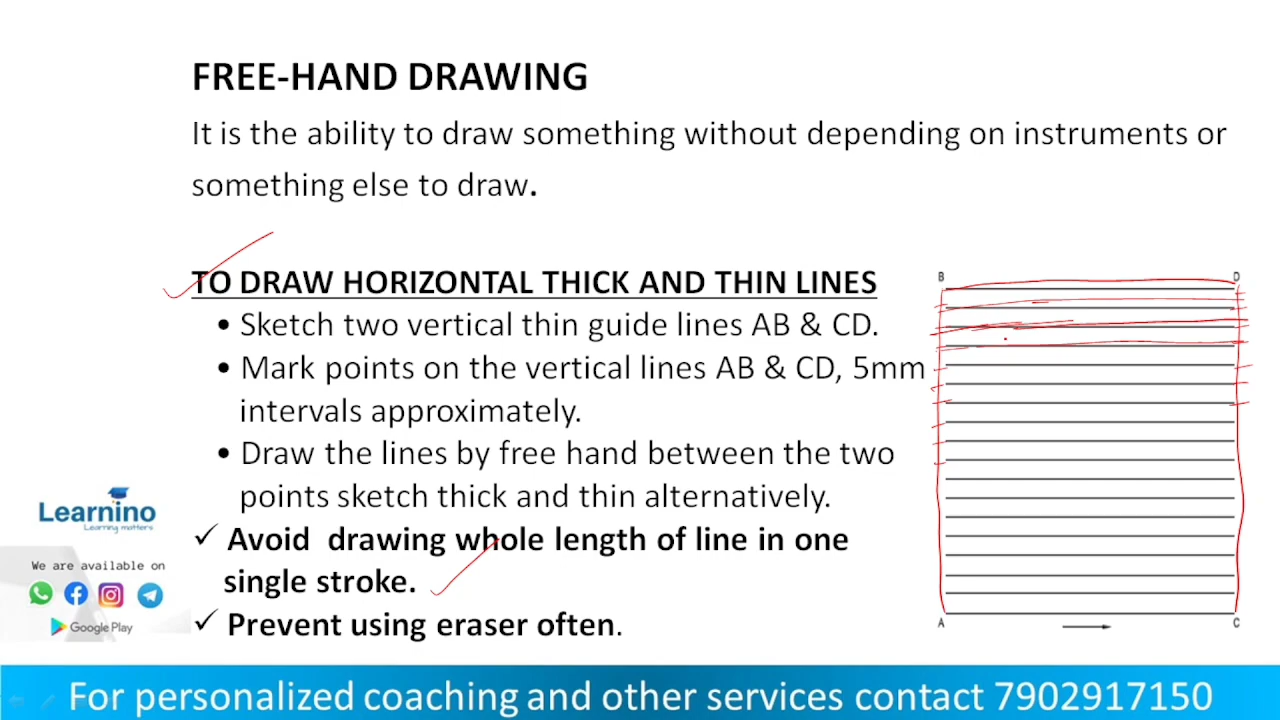 FREE-HAND DRAWING
It is the ability to draw something without depending on instruments or
something else to draw.
TO DRAW HORIZONTAL THICK AND THIN LINES
• Sketch two vertical thin guide lines AB & CD.
• Mark points on the vertical lines AB & CD, 5mm
intervals approximately.
• Draw the lines by free hand between the two
points sketch thick and thin alternatively.
✓ Avoid drawing whole length of line in one
single stroke.
✓ Prevent using eraser often.
B D
A C
Learnino
Learning matters
We are available on
Google Play
For personalized coaching and other services contact 7902917150